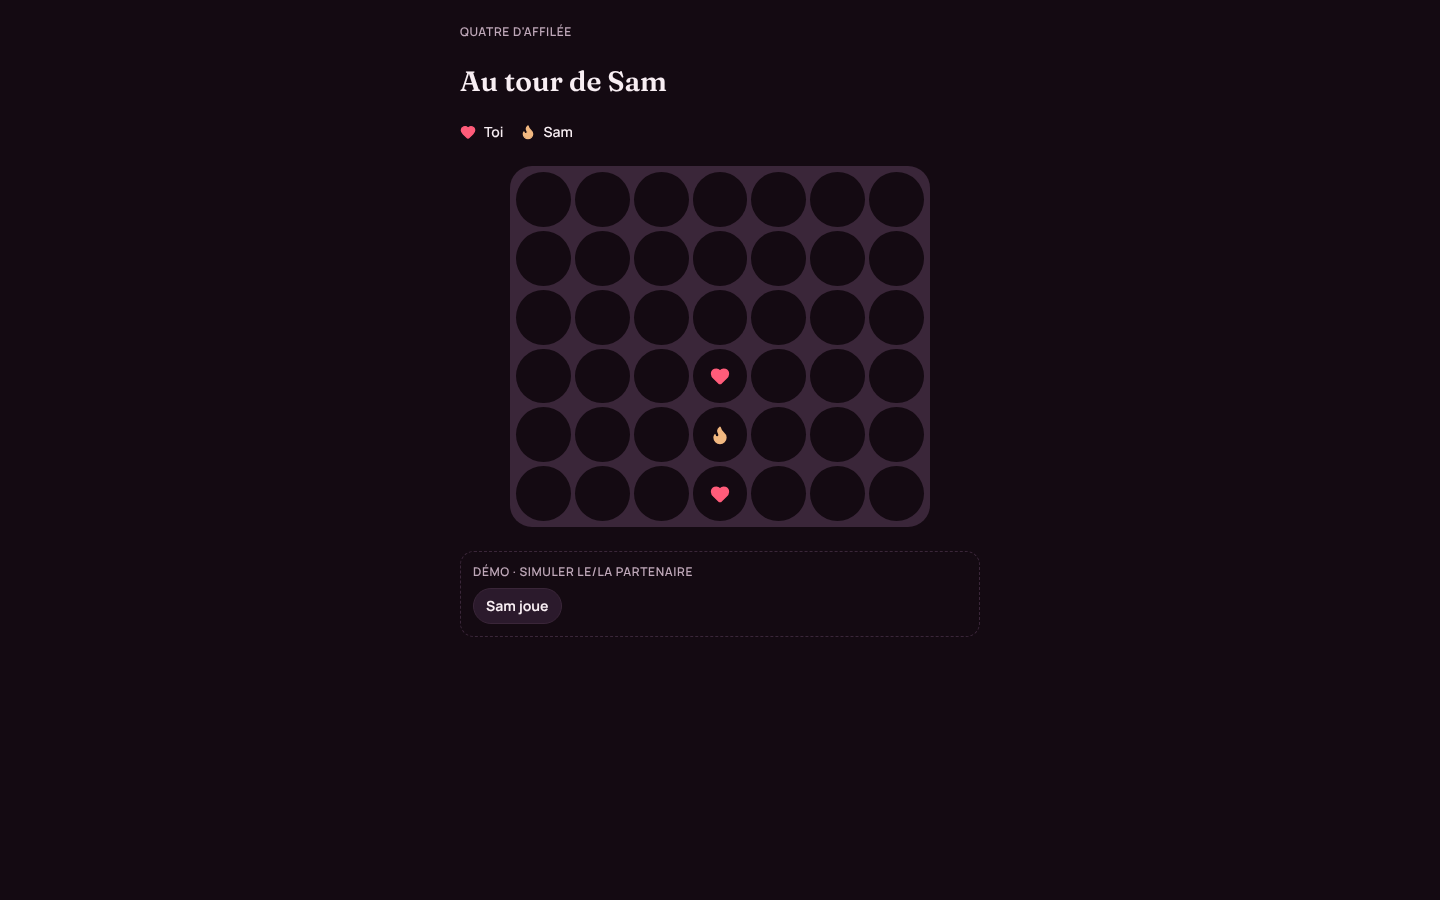 QUATRE D'AFFILÉE
Au tour de Sam
Toi Sam
DÉMO · SIMULER LE/LA PARTENAIRE
Sam joue